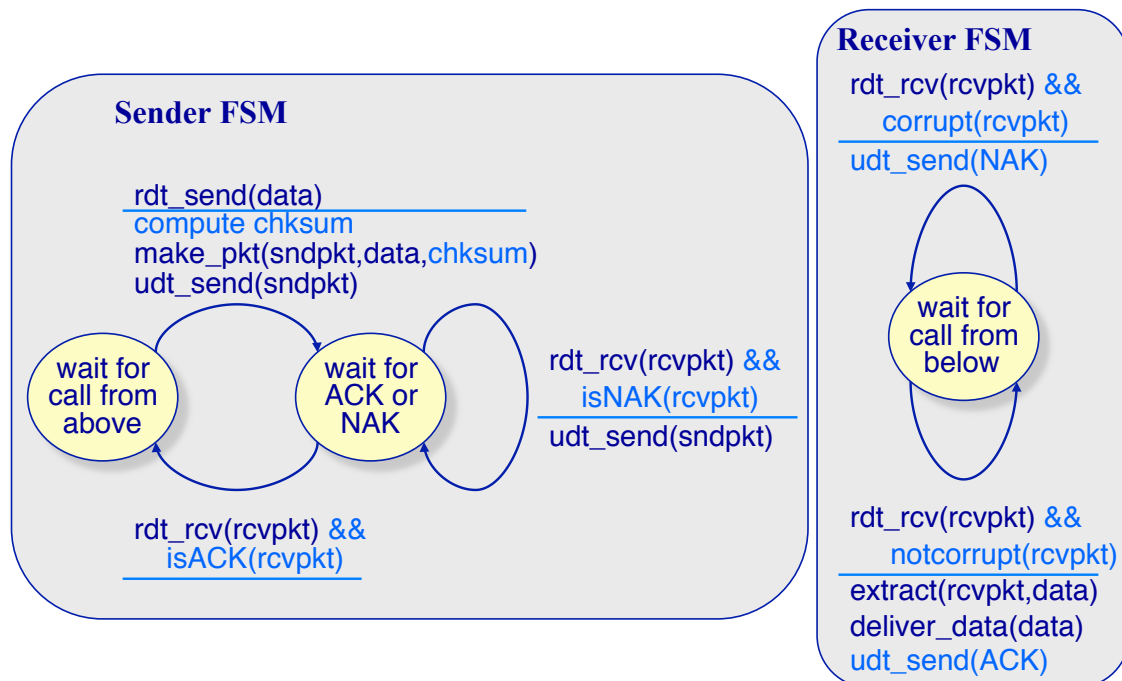 Sender FSM
rdt_send(data)
compute chksum
make_pkt(sndpkt,data,chksum)
udt_send(sndpkt)
wait for
call from
above
wait for
ACK or
NAK
rdt_rcv(rcvpkt) &&
isNAK(rcvpkt)
udt_send(sndpkt)
rdt_rcv(rcvpkt) &&
isACK(rcvpkt)
Receiver FSM
rdt_rcv(rcvpkt) &&
corrupt(rcvpkt)
udt_send(NAK)
wait for
call from
below
rdt_rcv(rcvpkt) &&
notcorrupt(rcvpkt)
extract(rcvpkt,data)
deliver_data(data)
udt_send(ACK)